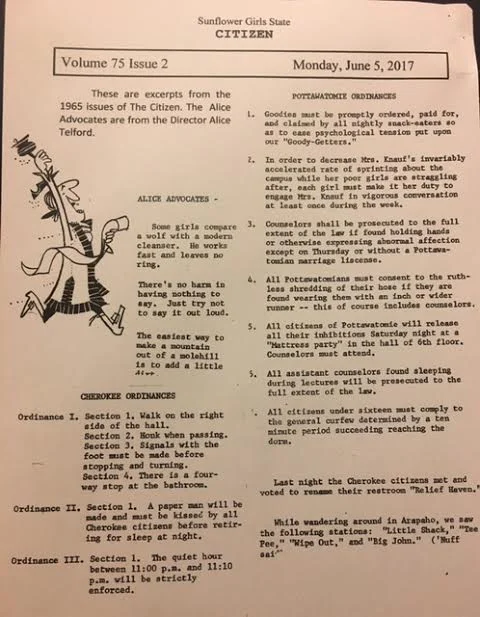 Sunflower Girls State
CITIZEN
Volume 75 Issue 2
Monday, June 5, 2017
These are excerpts from the
1965 issues of The Citizen. The Alice
Advocates are from the Director Alice
Telford.
ALICE ADVOCATES -
Some girls compare
a wolf with a modern
cleanser. He works
fast and leaves no
ring.
There's no harm in
having nothing to
say. Just try not
to say it out loud.
The easiest way to
make a mountain
out of a molehill
is to add a little
CHEROKEE ORDINANCES
Ordinance I. Section 1. Walk on the right
side of the hall.
Section 2. Honk when passing.
Section 3. Signals with the
foot must be made before
stopping and turning.
Section 4. There is a four-
way stop at the bathroom.
Ordinance II. Section 1. A paper man will be
made and must be kissed by all
Cherokee citizens before retir-
ing for sleep at night.
Ordinance III. Section 1. The quiet hour
between 11:00 p.m. and 11:10
p.m. will be strictly
enforced.
POTTAWATOMIE ORDINANCES
1. Goodies must be promptly ordered, paid for,
and claimed by all nightly snack-eaters so
as to ease psychological tension put upon
our "Goody-Getters."
2. In order to decrease Mrs. Knauf's invariably
accelerated rate of sprinting about the
campus while her poor girls are straggling
after, each girl must make it her duty to
engage Mrs. Knauf in vigorous conversation
at least once during the week.
3. Counselors shall be prosecuted to the full
extent of the law if found holding hands
or otherwise expressing abnormal affection
except on Thursday or without a Pottawa-
tomian marriage liscense.
4. All Pottawatomians must consent to the ruth-
less shredding of their hose if they are
found wearing them with an inch or wider
runner -- this of course includes counselors.
5. All citizens of Pottawatomie will release
all their inhibitions Saturday night at a
"Mattress party" in the hall of 6th floor.
Counselors must attend.
All assistant counselors found sleeping
during lectures will be prosecuted to the
full extent of the law.
All citizens under sixteen must comply to
the general curfew determined by a ten
minute period succeeding reaching the
dorm.
Last night the Cherokee citizens met and
voted to rename their restroom "Relief Haven."
While wandering around in Arapaho, we saw
the following stations: "Little Shack," "Tee
Pee," "Wipe Out," and "Big John." ('Nuff